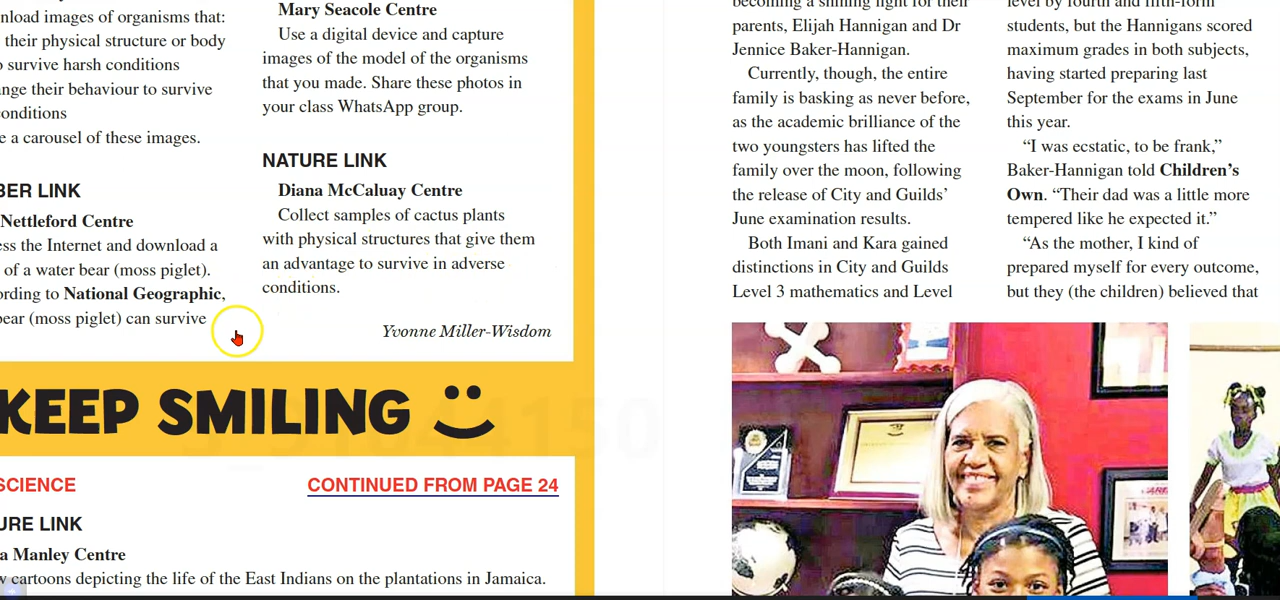 nload images of organisms that:
their physical structure or body
o survive harsh conditions
ange their behaviour to survive
conditions
e a carousel of these images.
BER LINK
Nettleford Centre
ess the Internet and download a
of a water bear (moss piglet).
ording to National Geographic,
bear (moss piglet) can survive
Mary Seacole Centre
Use a digital device and capture
images of the model of the organisms
that you made. Share these photos in
your class WhatsApp group.
NATURE LINK
Diana McCaluay Centre
Collect samples of cactus plants
with physical structures that give them
an advantage to survive in adverse
conditions.
Yvonne Miller-Wisdom
KEEP SMILING
SCIENCE
CONTINUED FROM PAGE 24
URE LINK
a Manley Centre
w cartoons depicting the life of the East Indians on the plantations in Jamaica.
becoming a shining light for their
parents, Elijah Hannigan and Dr
Jennice Baker-Hannigan.
Currently, though, the entire
family is basking as never before,
as the academic brilliance of the
two youngsters has lifted the
family over the moon, following
the release of City and Guilds’
June examination results.
Both Imani and Kara gained
distinctions in City and Guilds
Level 3 mathematics and Level
level by fourth and fifth-form
students, but the Hannigans scored
maximum grades in both subjects,
having started preparing last
September for the exams in June
this year.
“I was ecstatic, to be frank,”
Baker-Hannigan told Children’s
Own. “Their dad was a little more
tempered like he expected it.”
“As the mother, I kind of
prepared myself for every outcome,
but they (the children) believed that